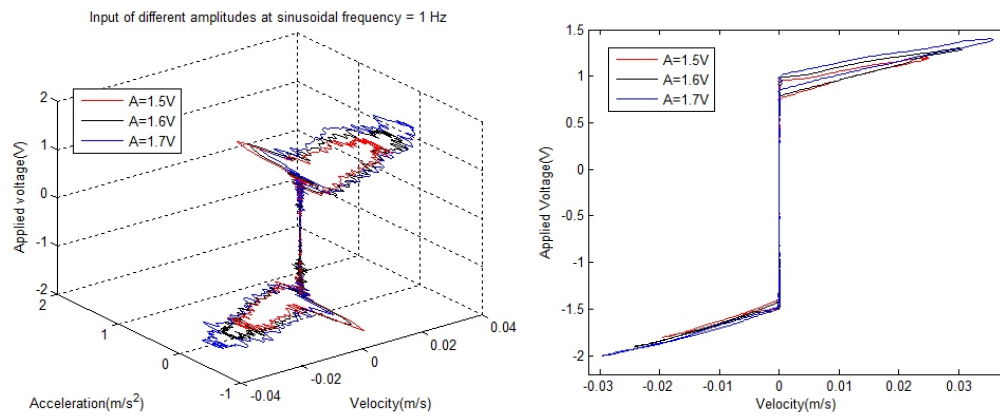 Input of different amplitudes at sinusoidal frequency = 1 Hz
A=1.5V
A=1.6V
A=1.7V
2
1
0
-1
-2
Applied voltage(V)
2
1
0
-1
Acceleration(m/s²)
-0.04
-0.02
0
0.02
0.04
Velocity(m/s)
1.5
1
0.5
0
-0.5
-1
-1.5
-2
Applied Voltage(V)
A=1.5V
A=1.6V
A=1.7V
-0.03
-0.02
-0.01
0
0.01
0.02
0.03
Velocity(m/s)